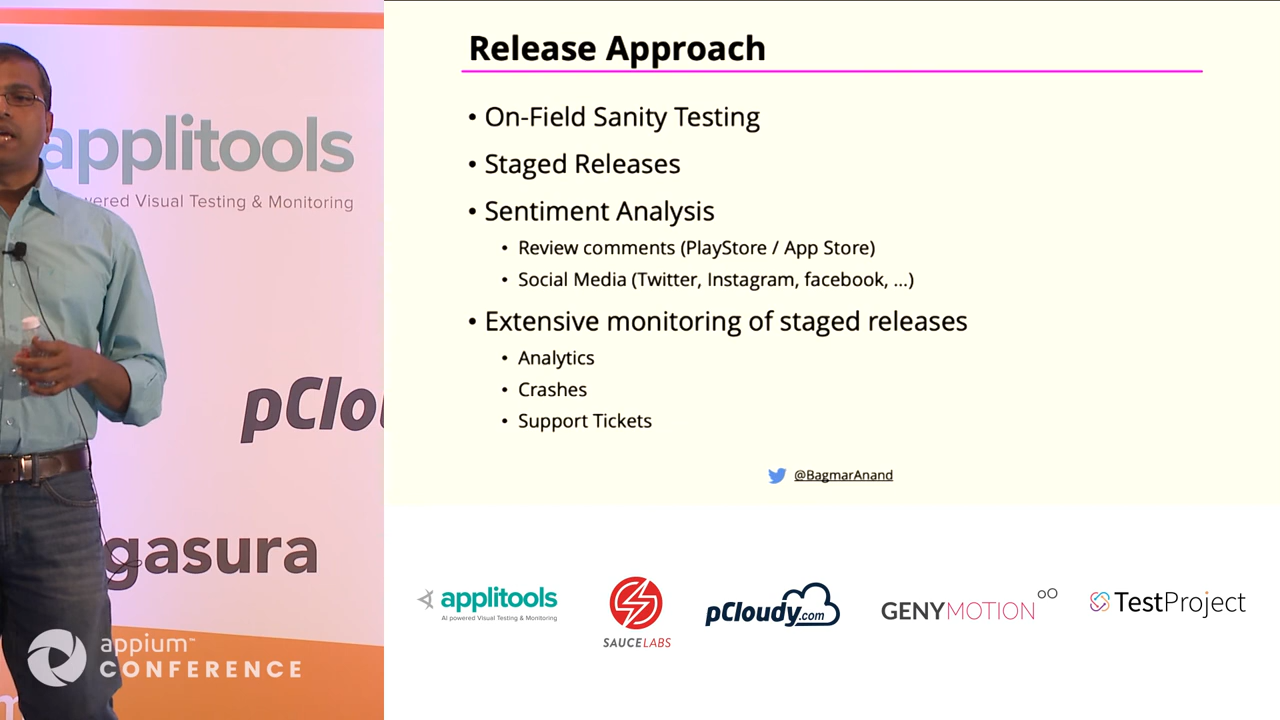 applitools
wered Visual Testing & Monitoring
pClou
gasura
appium™
CONFERENCE
Release Approach
• On-Field Sanity Testing
• Staged Releases
• Sentiment Analysis
• Review comments (PlayStore / App Store)
• Social Media (Twitter, Instagram, facebook, ...)
• Extensive monitoring of staged releases
• Analytics
• Crashes
• Support Tickets
@BagmarAnand
applitools
AI powered Visual Testing & Monitoring
SAUCELABS
pCloudy.com
GENYMOTION
TestProject